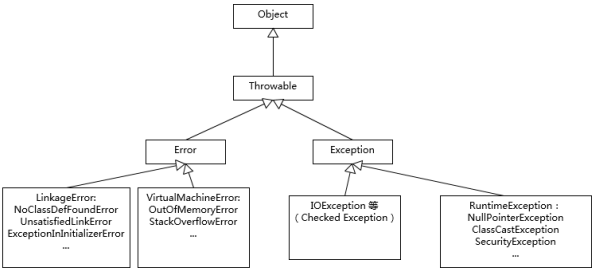 Object
Throwable
Error
Exception
LinkageError:
NoClassDefFoundError
UnsatisfiedLinkError
ExceptionInInitializerError
...
VirtualMachineError:
OutOfMemoryError
StackOverflowError
...
IOException 等
( Checked Exception )
RuntimeException：
NullPointerException
ClassCastException
SecurityException
...